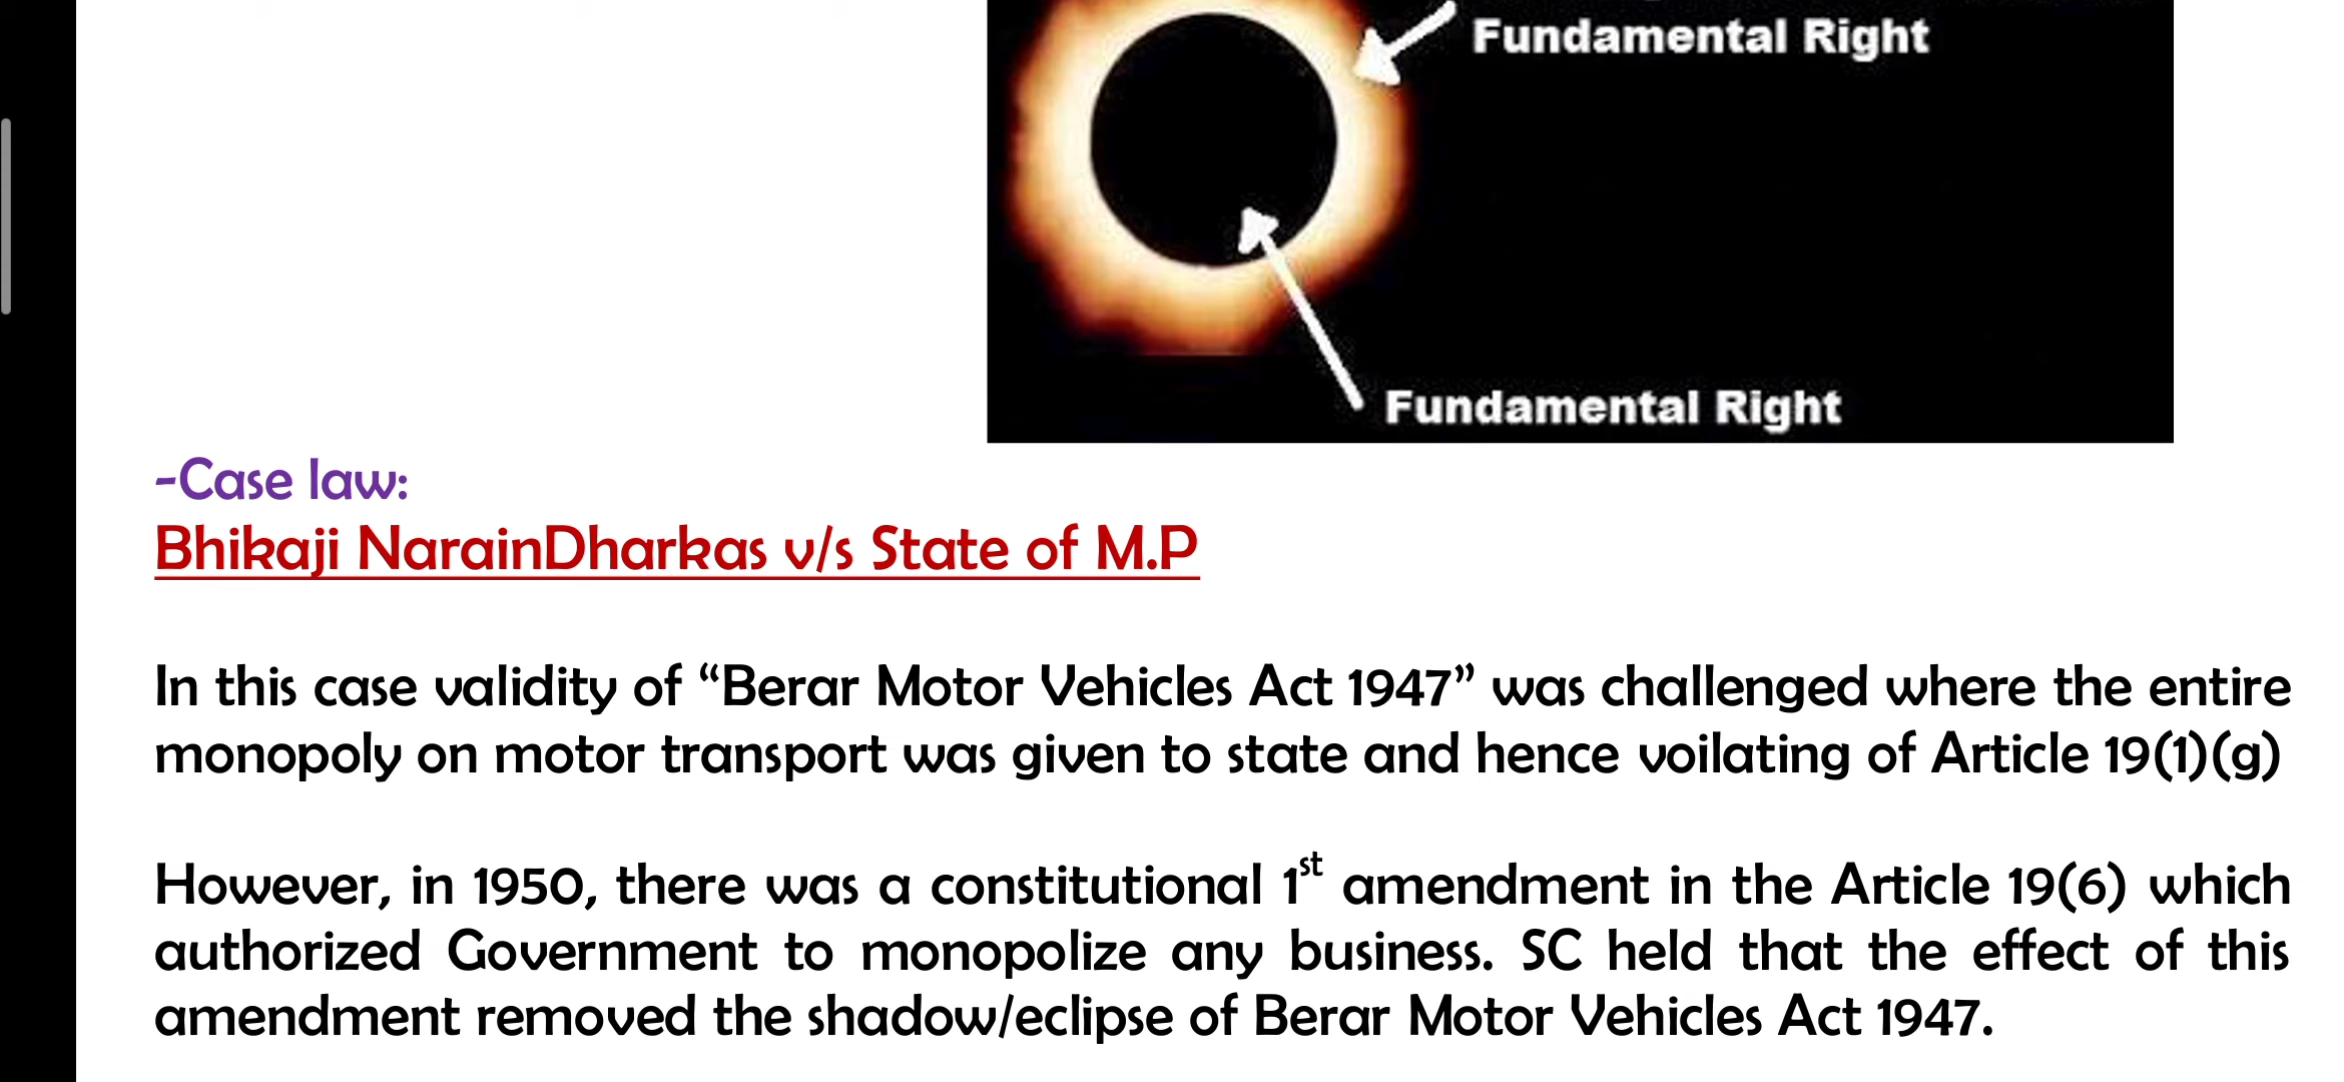 Fundamental Right
Fundamental Right
-Case law:
Bhikaji NarainDharkas v/s State of M.P
In this case validity of “Berar Motor Vehicles Act 1947” was challenged where the entire
monopoly on motor transport was given to state and hence voilating of Article 19(1)(g)
However, in 1950, there was a constitutional 1st amendment in the Article 19(6) which
authorized Government to monopolize any business. SC held that the effect of this
amendment removed the shadow/eclipse of Berar Motor Vehicles Act 1947.